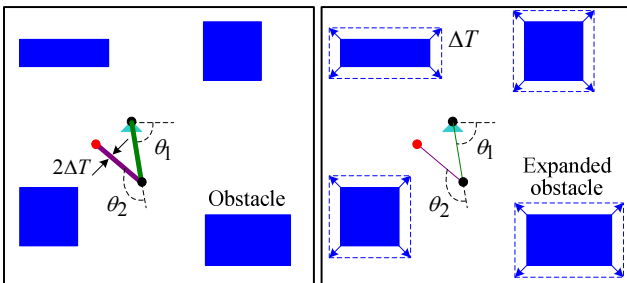 θ1
2ΔT
θ2
Obstacle
ΔT
θ1
θ2
Expanded
obstacle